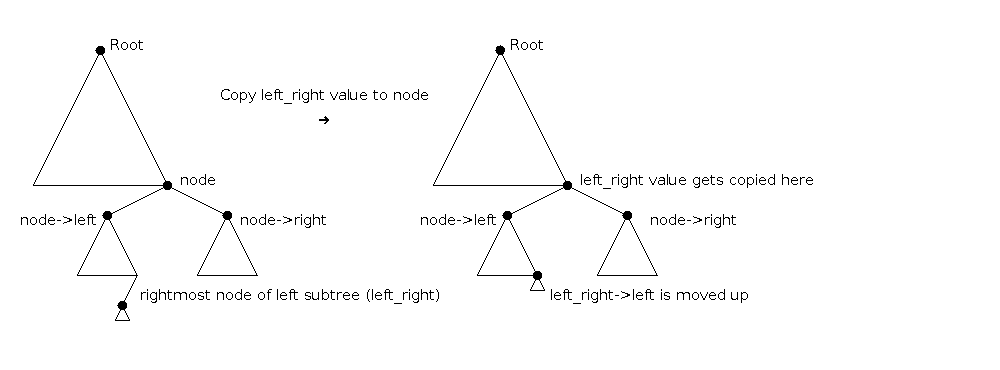 Root
Root
Copy left_right value to node
➔
node
left_right value gets copied here
node->left
node->right
node->left
node->right
rightmost node of left subtree (left_right)
left_right->left is moved up